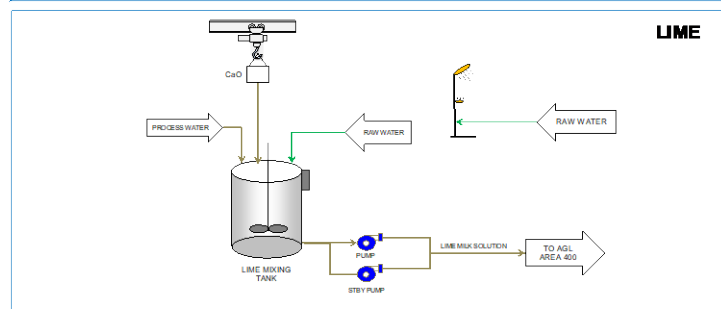 LIME
CaO
PROCESS WATER
RAW WATER
RAW WATER
LIME MIXING
TANK
PUMP
STBY PUMP
LIME MILK SOLUTION
TO AGL
AREA 400